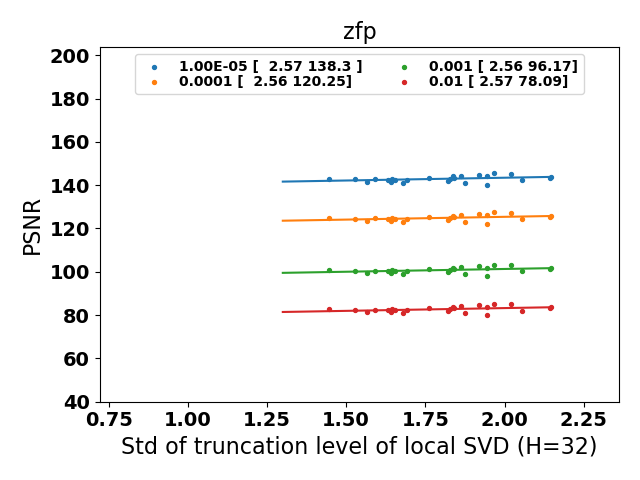 zfp
1.00E-05 [  2.57 138.3 ]
0.0001 [  2.56 120.25]
0.001 [ 2.56 96.17]
0.01 [ 2.57 78.09]
PSNR
200
180
160
140
120
100
80
60
40
0.75 1.00 1.25 1.50 1.75 2.00 2.25
Std of truncation level of local SVD (H=32)